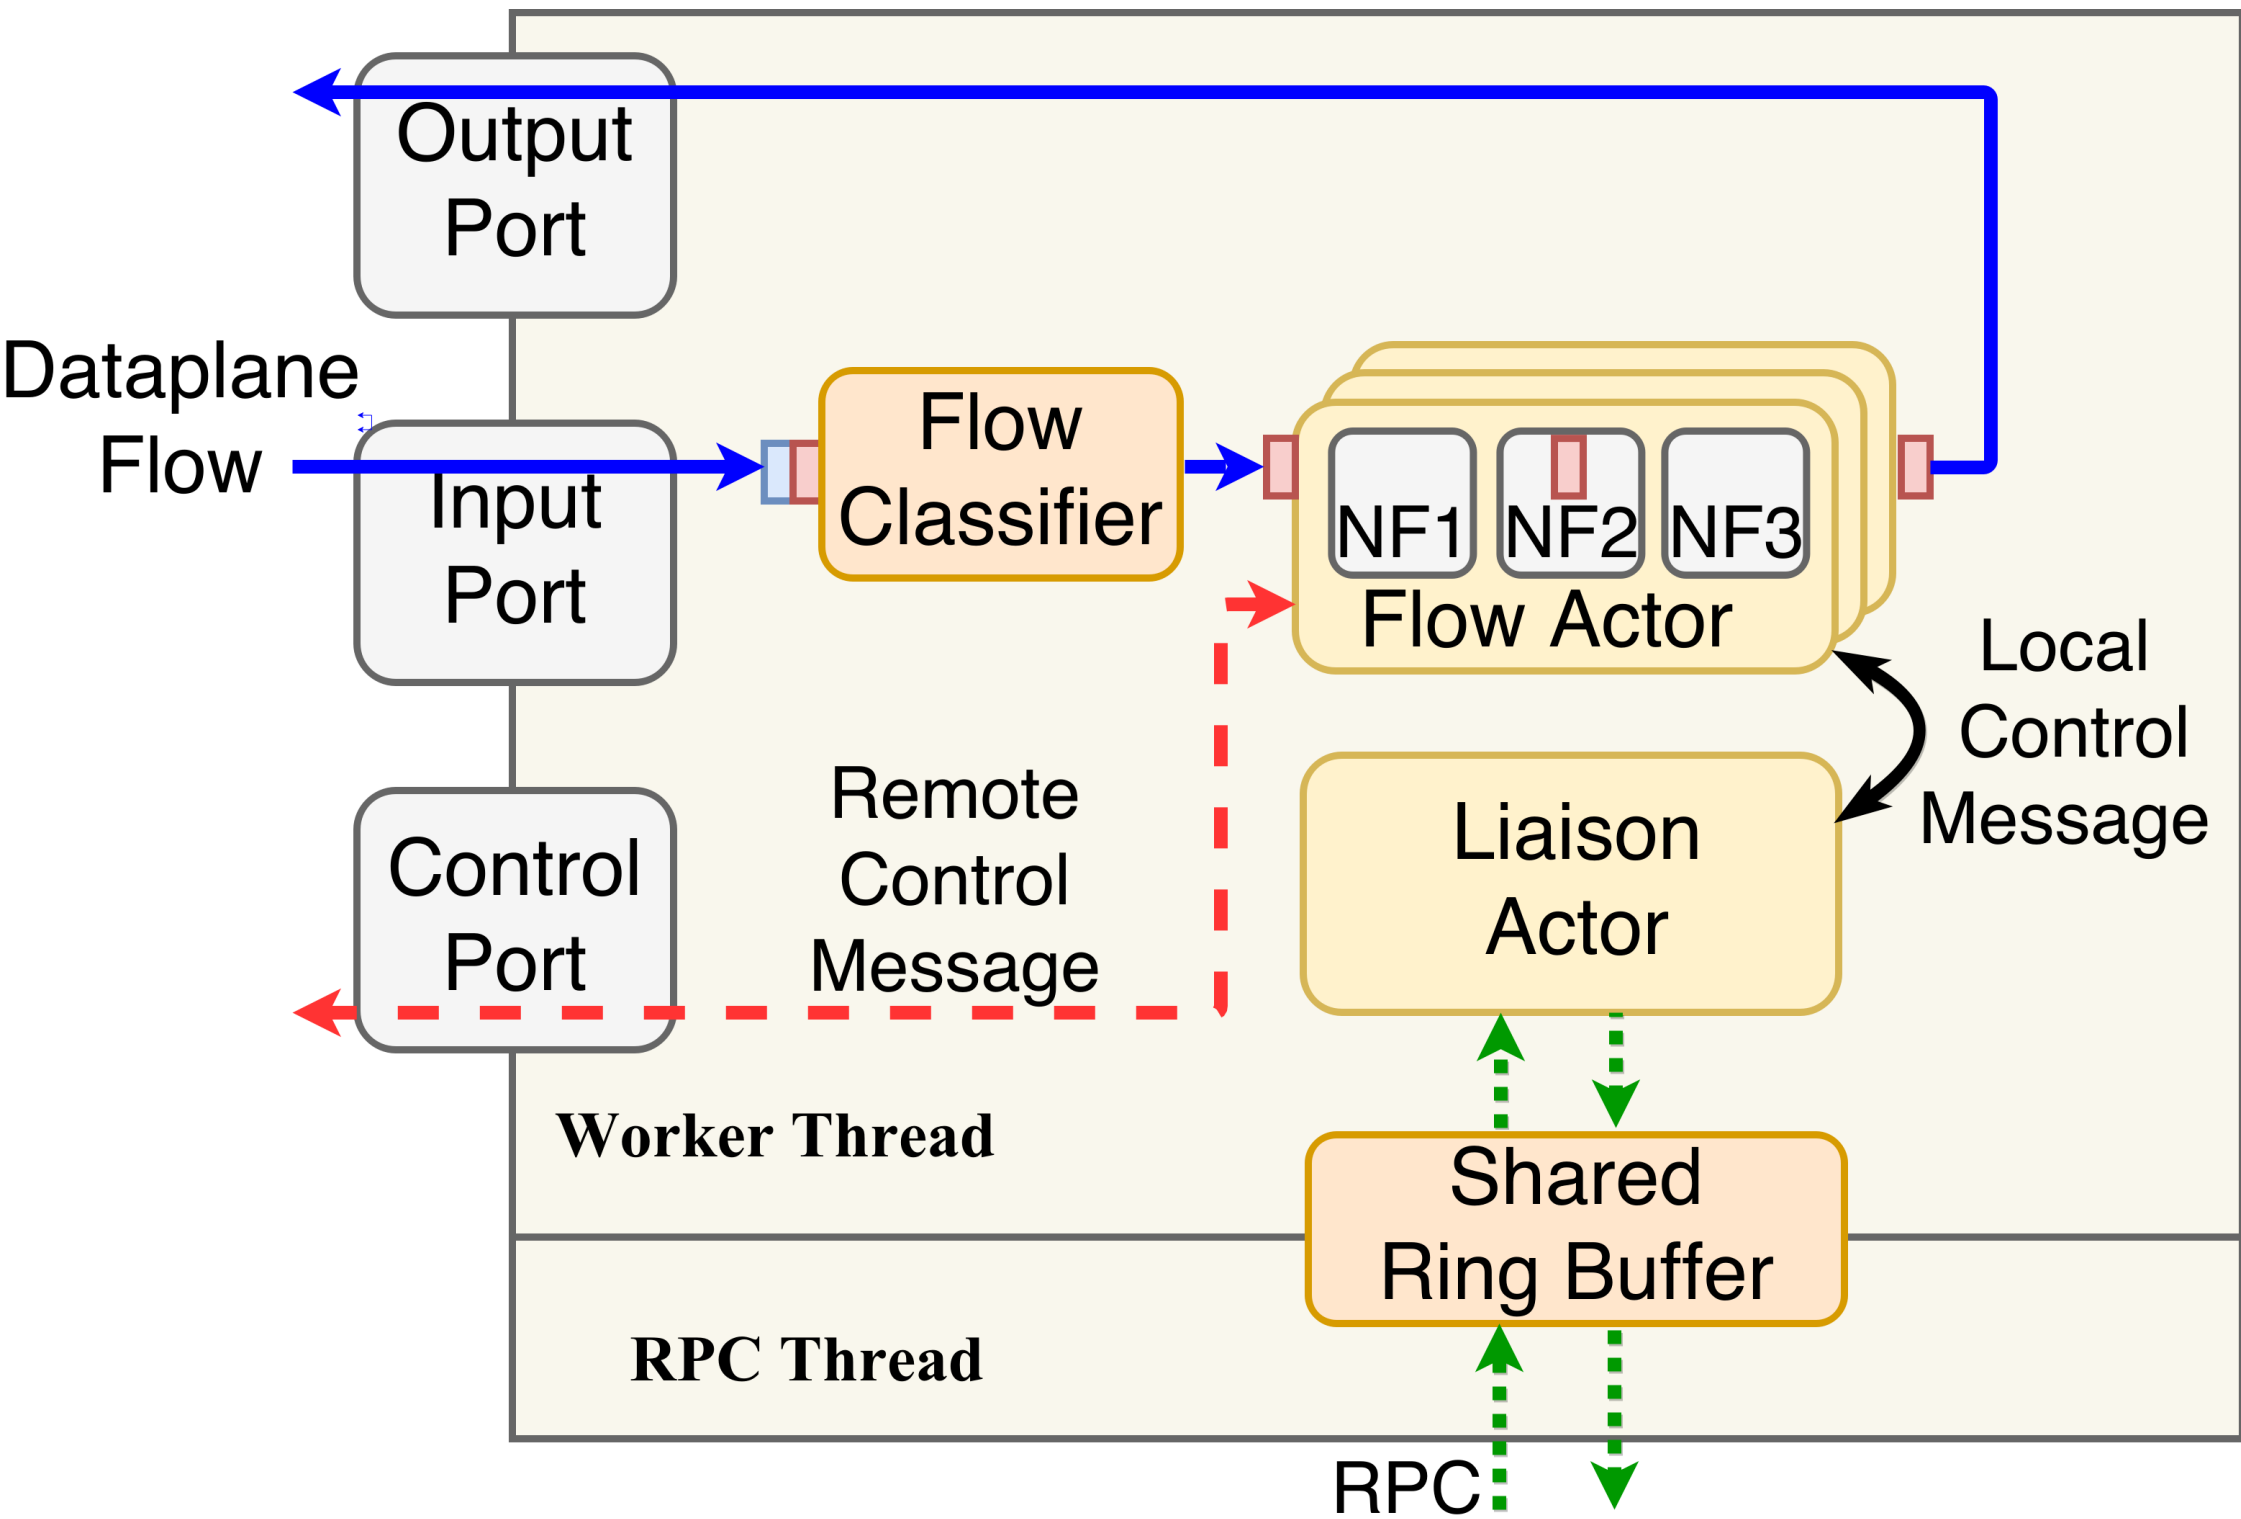 Output
Port
Dataplane
Flow
Input
Port
Flow
Classifier
NF1
NF2
NF3
Flow Actor
Local
Control
Message
Remote
Control
Message
Control
Port
Liaison
Actor
Worker Thread
Shared
Ring Buffer
RPC Thread
RPC